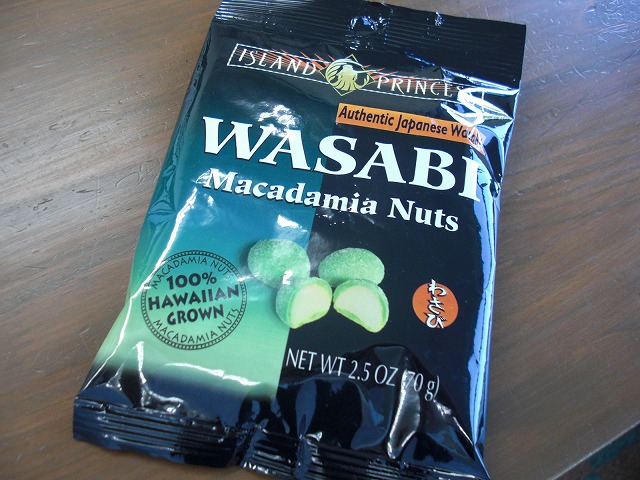 ISLAND PRINCESS
Authentic Japanese Wasabi
WASABI
Macadamia Nuts
MACADAMIA NUTS
100%
HAWAIIAN
GROWN
MACADAMIA NUTS
わさび
NET WT 2.5 OZ (70 g)